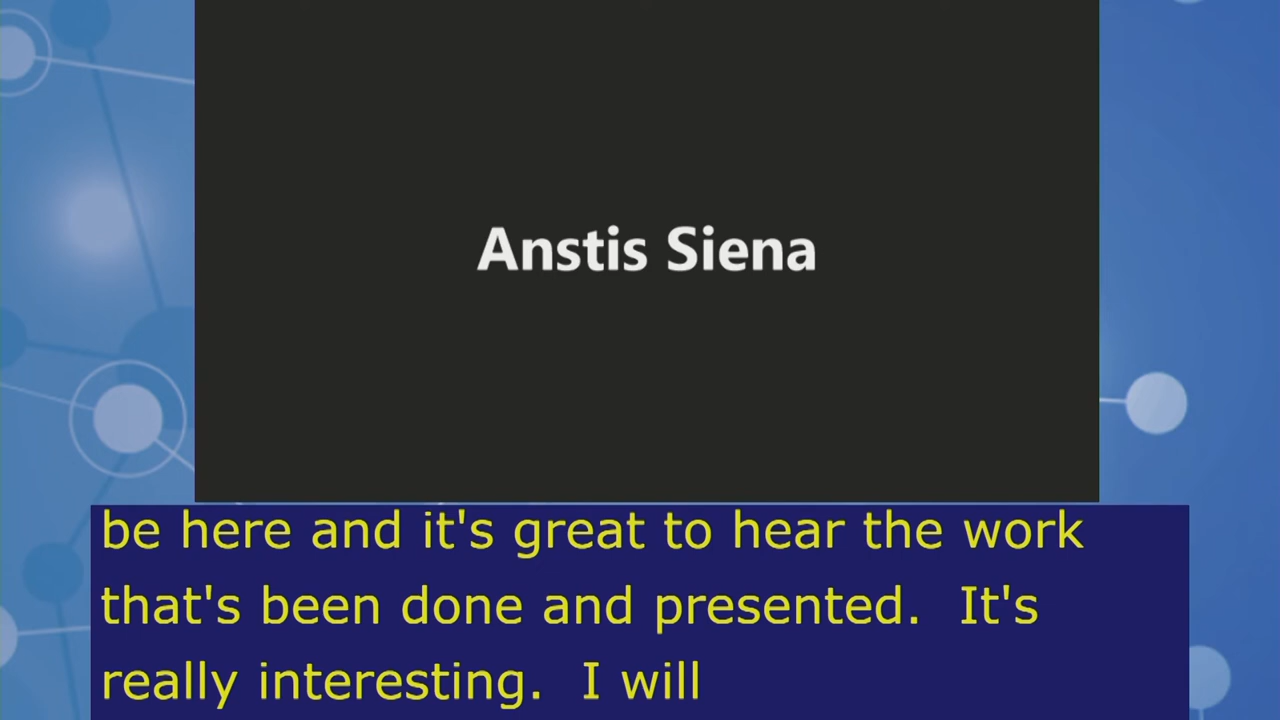 Anstis Siena
be here and it's great to hear the work
that's been done and presented.  It's
really interesting.  I will